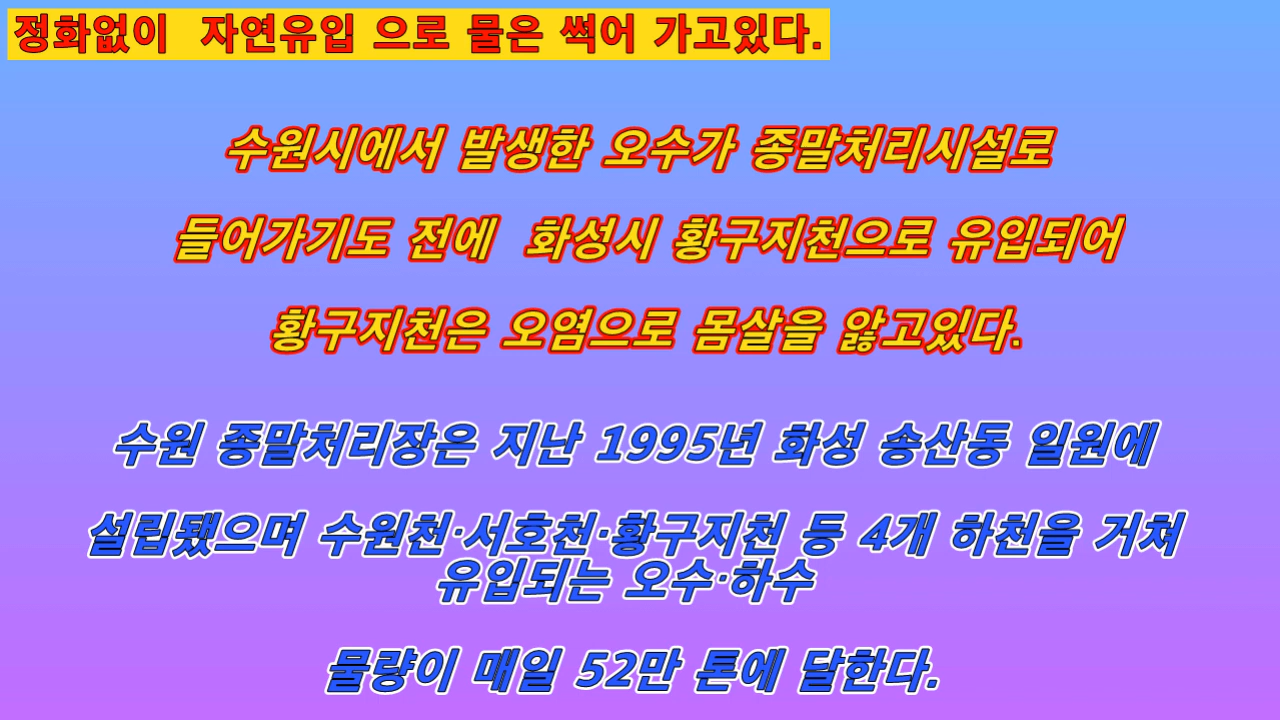 정화없이 자연유입 으로 물은 썩어 가고있다.
수원시에서 발생한 오수가 종말처리시설로
들어가기도 전에 화성시 황구지천으로 유입되어
황구지천은 오염으로 몸살을 앓고있다.
수원 종말처리장은 지난 1995년 화성 송산동 일원에
설립됐으며 수원천·서호천·황구지천 등 4개 하천을 거쳐
유입되는 오수·하수
물량이 매일 52만 톤에 달한다.